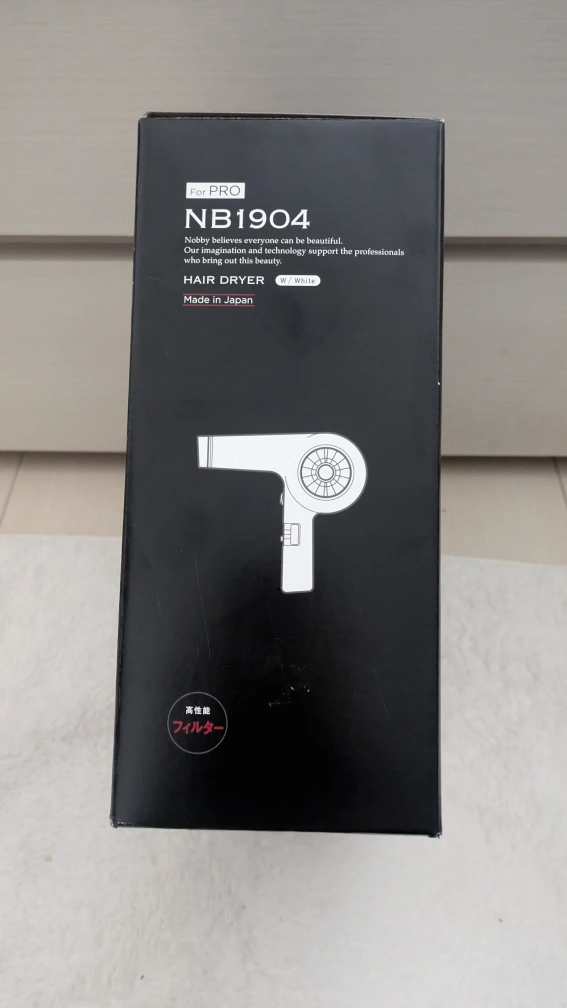 For PRO
NB1904
Nobby believes everyone can be beautiful.
Our imagination and technology support the professionals
who bring out this beauty.
HAIR DRYER W/White
Made in Japan
高性能
フィルター